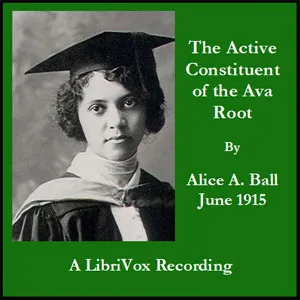 The Active
Constituent
of the Ava
Root
By
Alice A. Ball
June 1915
A LibriVox Recording